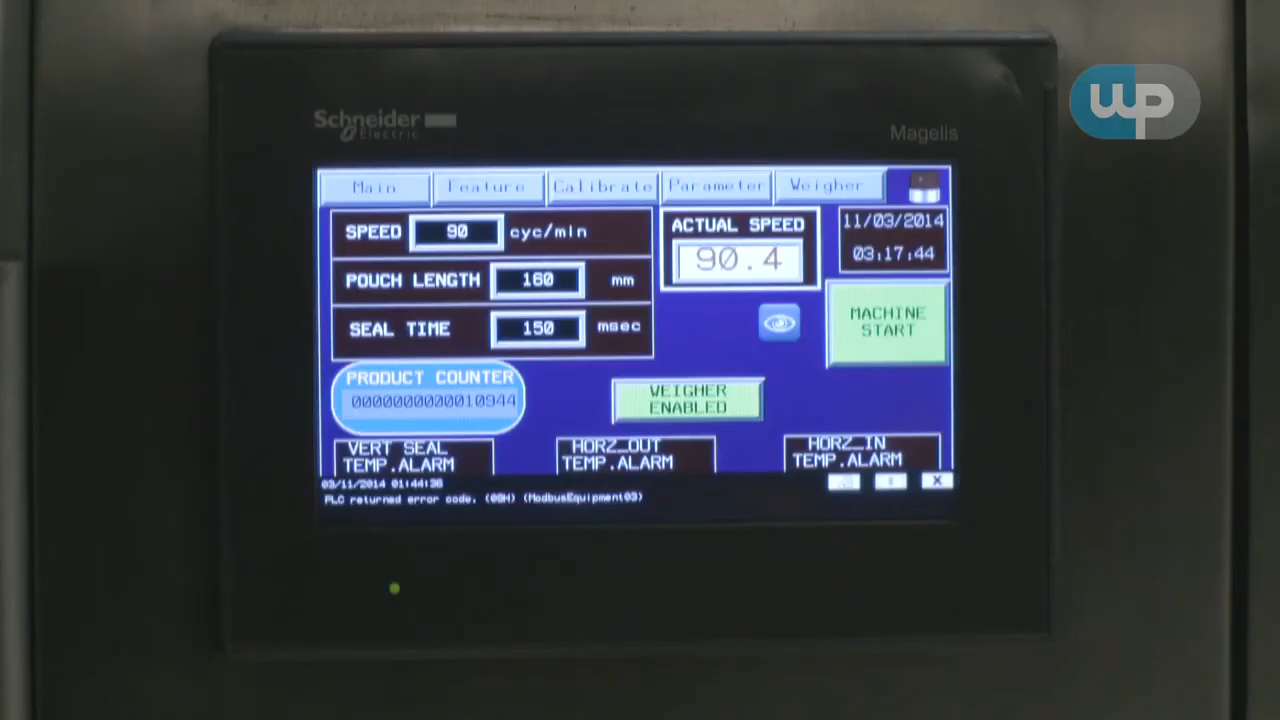 Schneider
Electric
Magelis
wp
Main
Feature
Calibrate
Parameter
Weigher
SPEED 90 cyc/min
POUCH LENGTH 160 mm
SEAL TIME 150 msec
ACTUAL SPEED
90.4
11/03/2014
03:17:44
MACHINE
START
PRODUCT COUNTER
0000000000010944
WEIGHER
ENABLED
VERT SEAL
TEMP.ALARM
HORZ_OUT
TEMP.ALARM
HORZ_IN
TEMP.ALARM
03/11/2014 01:44:36
X
PLC returned error code. (08H) (ModbusEquipment03)